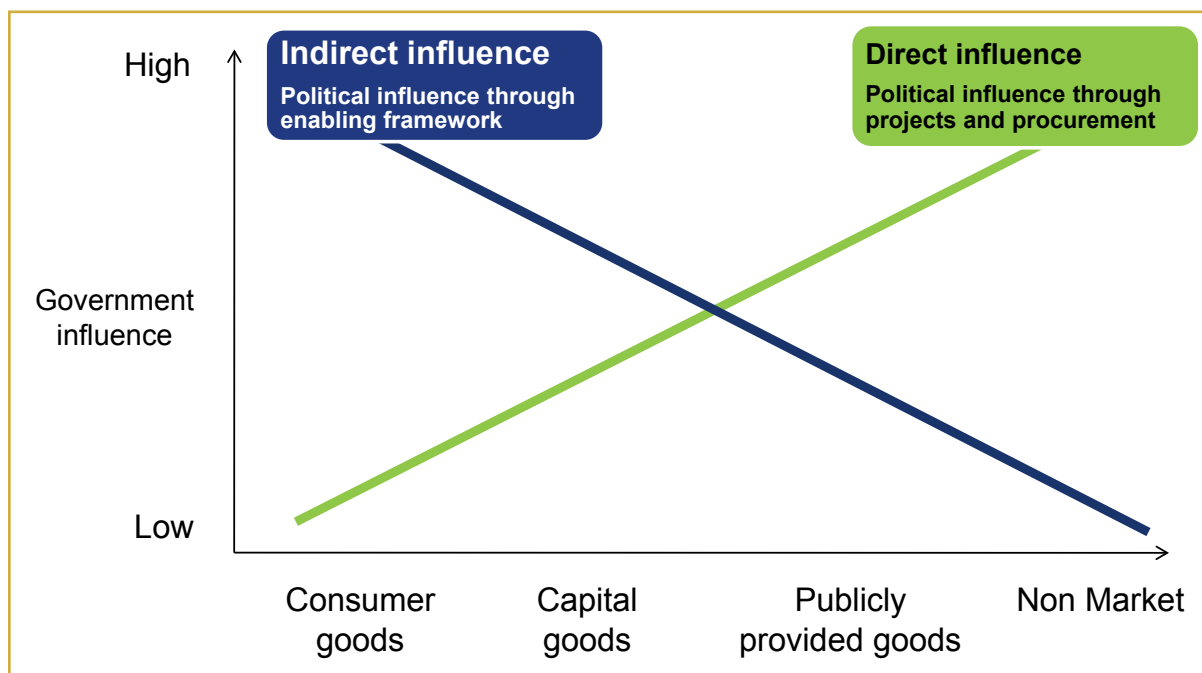 High
Indirect influence
Political influence through
enabling framework
Direct influence
Political influence through
projects and procurement
Government
influence
Low
Consumer
goods
Capital
goods
Publicly
provided goods
Non Market